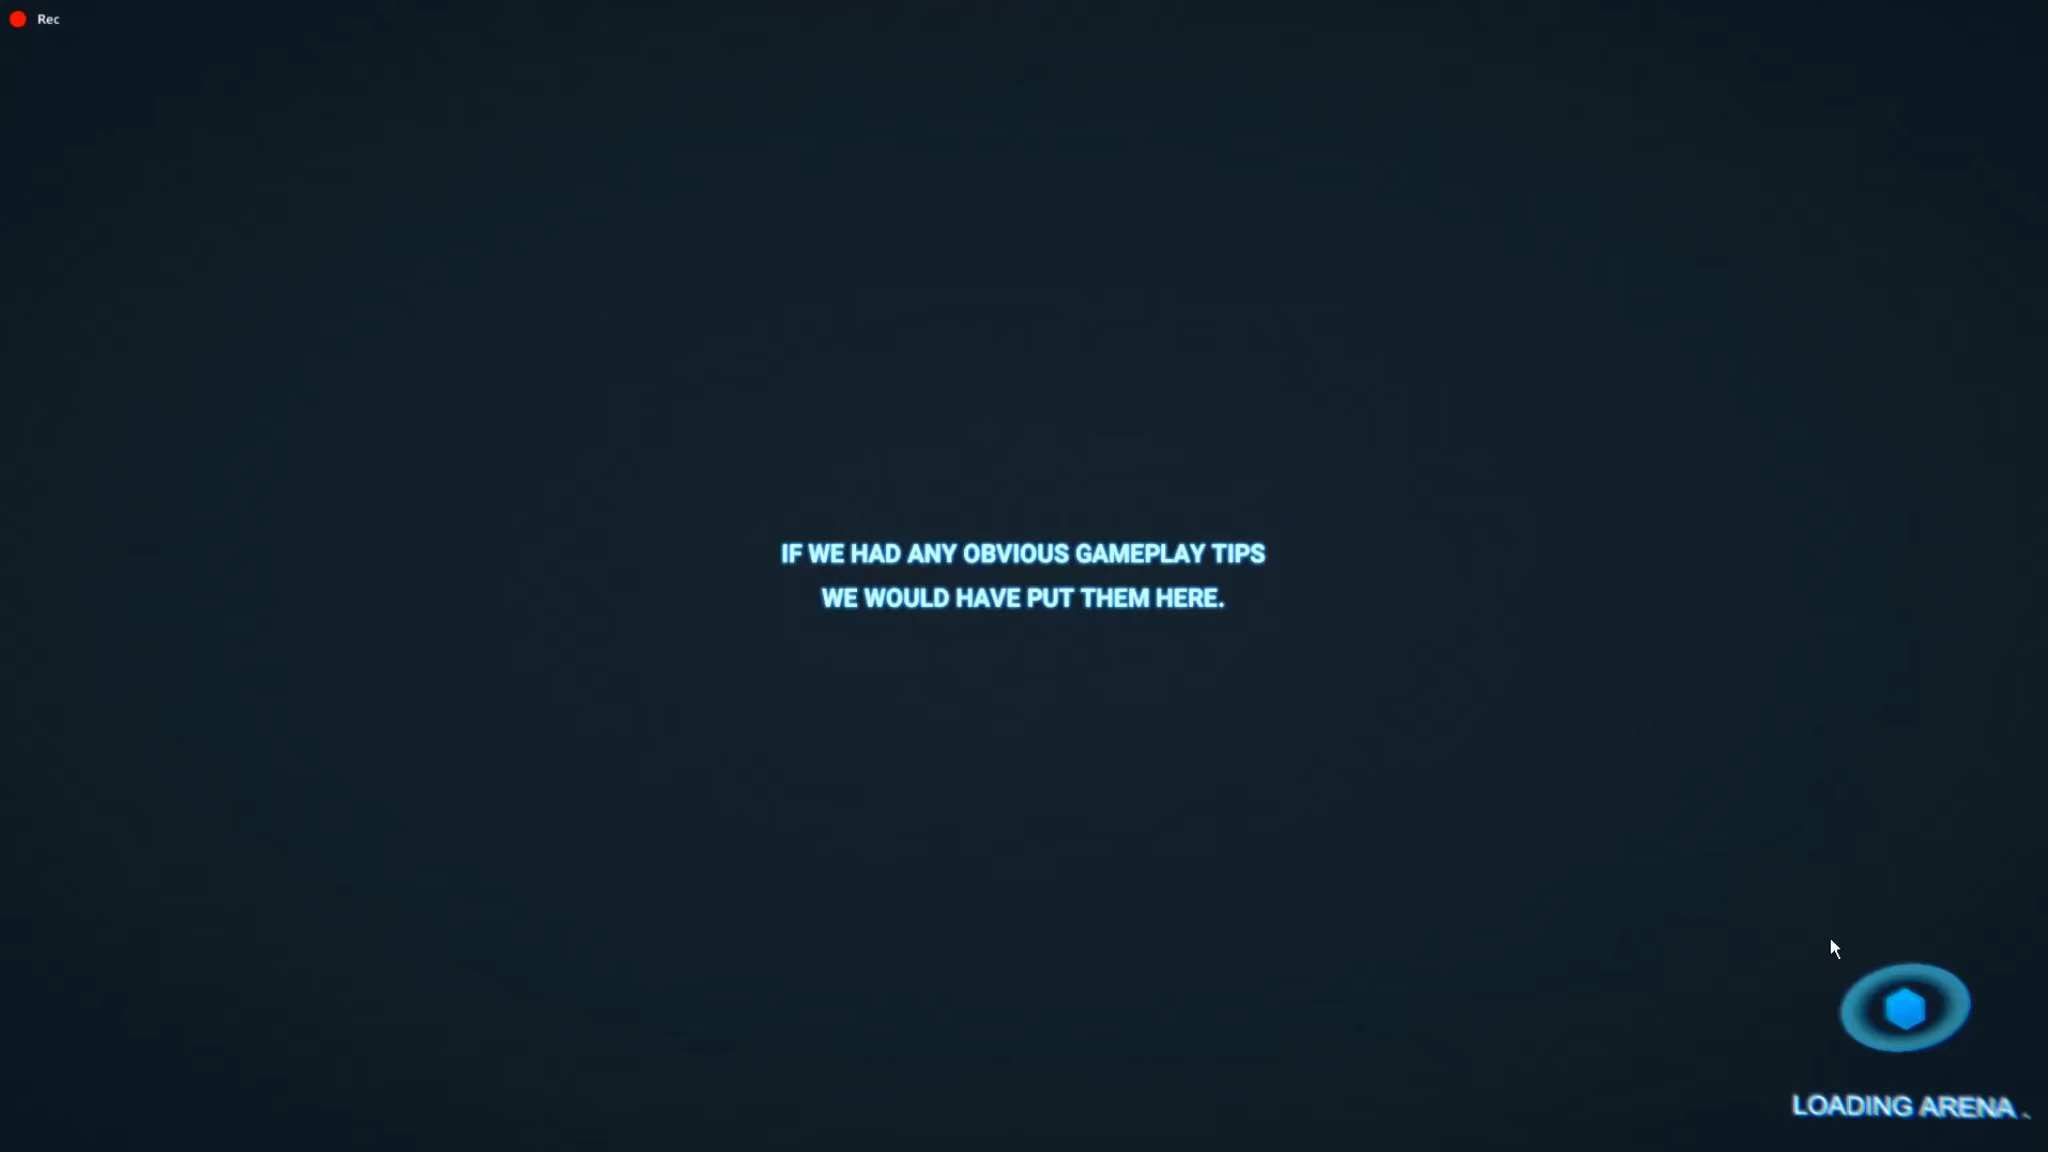 Rec
IF WE HAD ANY OBVIOUS GAMEPLAY TIPS
WE WOULD HAVE PUT THEM HERE.
LOADING ARENA .